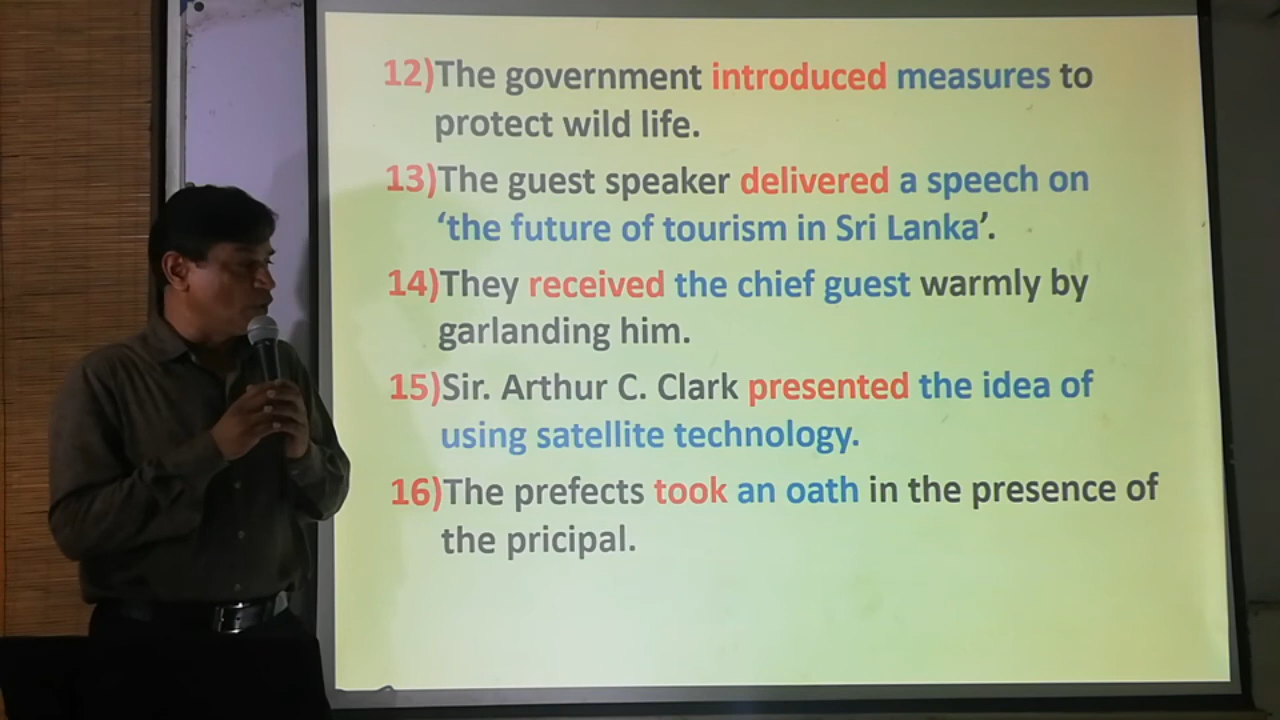 12)The government introduced measures to
protect wild life.
13)The guest speaker delivered a speech on
‘the future of tourism in Sri Lanka’.
14)They received the chief guest warmly by
garlanding him.
15)Sir. Arthur C. Clark presented the idea of
using satellite technology.
16)The prefects took an oath in the presence of
the pricipal.